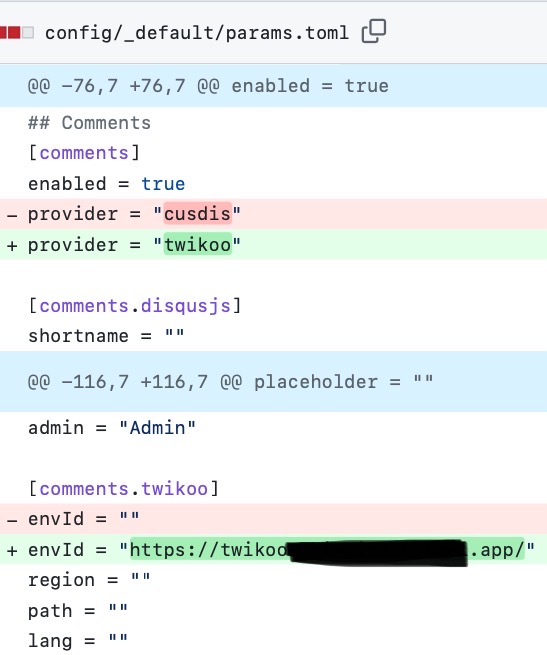 config/_default/params.toml
@@ -76,7 +76,7 @@ enabled = true
## Comments
[comments]
enabled = true
- provider = "cusdis"
+ provider = "twikoo"
[comments.disqusjs]
shortname = ""
@@ -116,7 +116,7 @@ placeholder = ""
admin = "Admin"
[comments.twikoo]
- envId = ""
+ envId = "https://twikoo .app/"
region = ""
path = ""
lang = ""